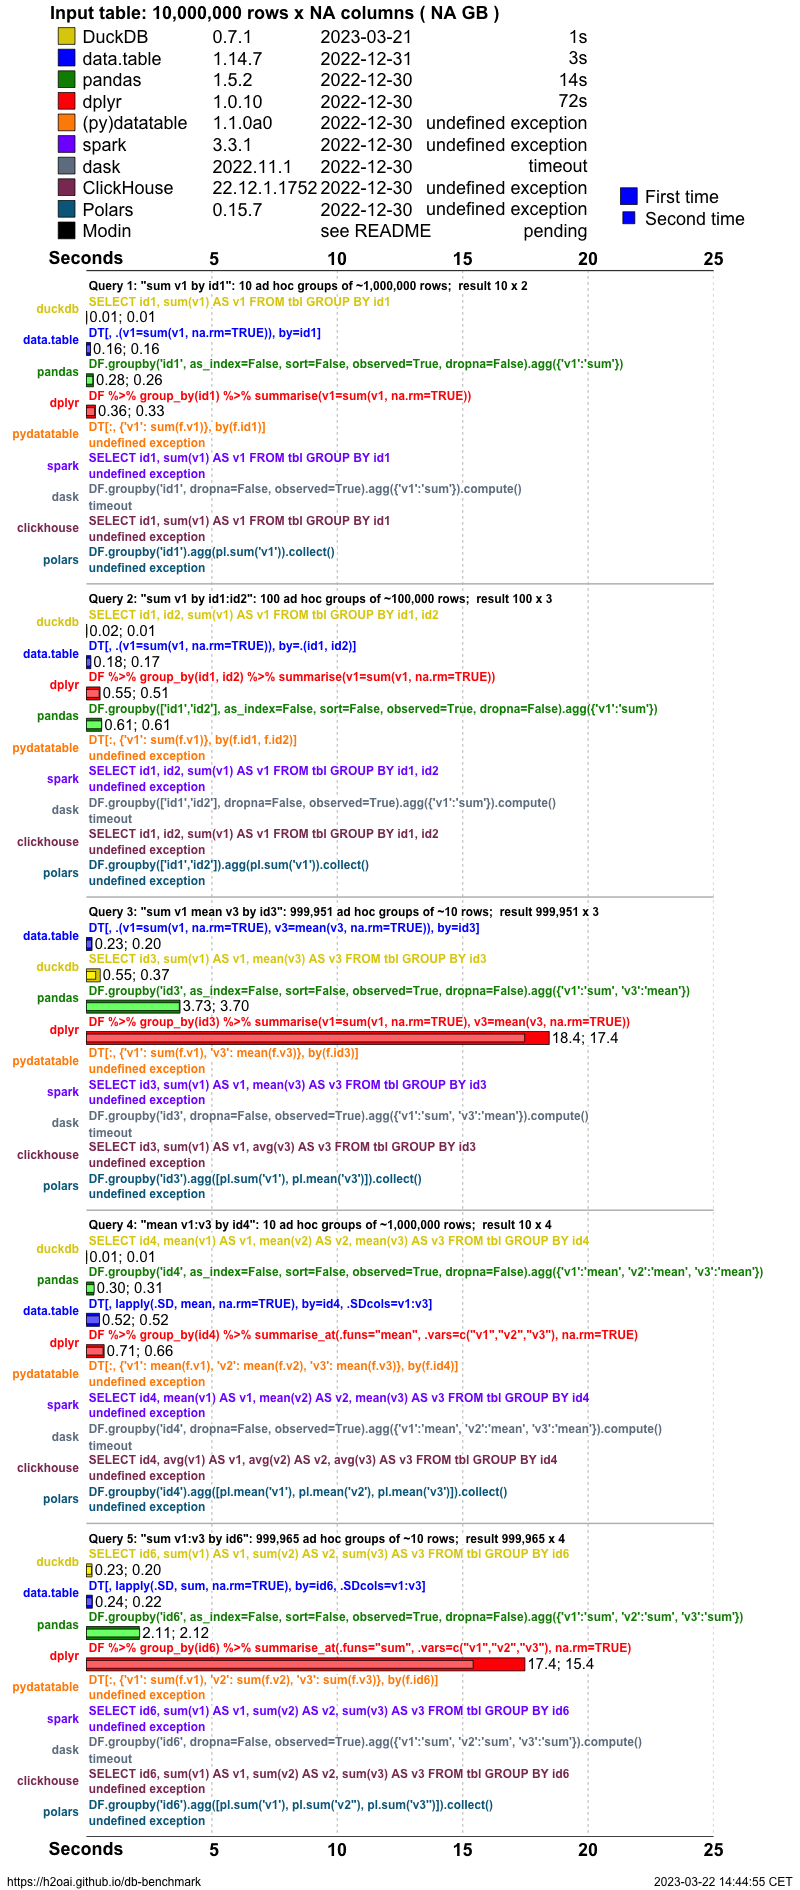 Input table: 10,000,000 rows x NA columns ( NA GB )
DuckDB 0.7.1 2023-03-21 1s
data.table 1.14.7 2022-12-31 3s
pandas 1.5.2 2022-12-30 14s
dplyr 1.0.10 2022-12-30 72s
(py)datatable 1.1.0a0 2022-12-30 undefined exception
spark 3.3.1 2022-12-30 undefined exception
dask 2022.11.1 2022-12-30 timeout
ClickHouse 22.12.1.1752 2022-12-30 undefined exception
Polars 0.15.7 2022-12-30 undefined exception
Modin see README pending
First time
Second time
Seconds 5 10 15 20 25
Query 1: "sum v1 by id1": 10 ad hoc groups of ~1,000,000 rows;  result 10 x 2
duckdb SELECT id1, sum(v1) AS v1 FROM tbl GROUP BY id1
0.01; 0.01
data.table DT[, .(v1=sum(v1, na.rm=TRUE)), by=id1]
0.16; 0.16
pandas DF.groupby('id1', as_index=False, sort=False, observed=True, dropna=False).agg({'v1':'sum'})
0.28; 0.26
dplyr DF %>% group_by(id1) %>% summarise(v1=sum(v1, na.rm=TRUE))
0.36; 0.33
pydatatable DT[:, {'v1': sum(f.v1)}, by(f.id1)]
undefined exception
spark SELECT id1, sum(v1) AS v1 FROM tbl GROUP BY id1
undefined exception
dask DF.groupby('id1', dropna=False, observed=True).agg({'v1':'sum'}).compute()
timeout
clickhouse SELECT id1, sum(v1) AS v1 FROM tbl GROUP BY id1
undefined exception
polars DF.groupby('id1').agg(pl.sum('v1')).collect()
undefined exception
Query 2: "sum v1 by id1:id2": 100 ad hoc groups of ~100,000 rows;  result 100 x 3
duckdb SELECT id1, id2, sum(v1) AS v1 FROM tbl GROUP BY id1, id2
0.02; 0.01
data.table DT[, .(v1=sum(v1, na.rm=TRUE)), by=.(id1, id2)]
0.18; 0.17
dplyr DF %>% group_by(id1, id2) %>% summarise(v1=sum(v1, na.rm=TRUE))
0.55; 0.51
pandas DF.groupby(['id1','id2'], as_index=False, sort=False, observed=True, dropna=False).agg({'v1':'sum'})
0.61; 0.61
pydatatable DT[:, {'v1': sum(f.v1)}, by(f.id1, f.id2)]
undefined exception
spark SELECT id1, id2, sum(v1) AS v1 FROM tbl GROUP BY id1, id2
undefined exception
dask DF.groupby(['id1','id2'], dropna=False, observed=True).agg({'v1':'sum'}).compute()
timeout
clickhouse SELECT id1, id2, sum(v1) AS v1 FROM tbl GROUP BY id1, id2
undefined exception
polars DF.groupby(['id1','id2']).agg(pl.sum('v1')).collect()
undefined exception
Query 3: "sum v1 mean v3 by id3": 999,951 ad hoc groups of ~10 rows;  result 999,951 x 3
data.table DT[, .(v1=sum(v1, na.rm=TRUE), v3=mean(v3, na.rm=TRUE)), by=id3]
0.23; 0.20
duckdb SELECT id3, sum(v1) AS v1, mean(v3) AS v3 FROM tbl GROUP BY id3
0.55; 0.37
pandas DF.groupby('id3', as_index=False, sort=False, observed=True, dropna=False).agg({'v1':'sum', 'v3':'mean'})
3.73; 3.70
dplyr DF %>% group_by(id3) %>% summarise(v1=sum(v1, na.rm=TRUE), v3=mean(v3, na.rm=TRUE))
18.4; 17.4
pydatatable DT[:, {'v1': sum(f.v1), 'v3': mean(f.v3)}, by(f.id3)]
undefined exception
spark SELECT id3, sum(v1) AS v1, mean(v3) AS v3 FROM tbl GROUP BY id3
undefined exception
dask DF.groupby('id3', dropna=False, observed=True).agg({'v1':'sum', 'v3':'mean'}).compute()
timeout
clickhouse SELECT id3, sum(v1) AS v1, avg(v3) AS v3 FROM tbl GROUP BY id3
undefined exception
polars DF.groupby('id3').agg([pl.sum('v1'), pl.mean('v3')]).collect()
undefined exception
Query 4: "mean v1:v3 by id4": 10 ad hoc groups of ~1,000,000 rows;  result 10 x 4
duckdb SELECT id4, mean(v1) AS v1, mean(v2) AS v2, mean(v3) AS v3 FROM tbl GROUP BY id4
0.01; 0.01
pandas DF.groupby('id4', as_index=False, sort=False, observed=True, dropna=False).agg({'v1':'mean', 'v2':'mean', 'v3':'mean'})
0.30; 0.31
data.table DT[, lapply(.SD, mean, na.rm=TRUE), by=id4, .SDcols=v1:v3]
0.52; 0.52
dplyr DF %>% group_by(id4) %>% summarise_at(.funs="mean", .vars=c("v1","v2","v3"), na.rm=TRUE)
0.71; 0.66
pydatatable DT[:, {'v1': mean(f.v1), 'v2': mean(f.v2), 'v3': mean(f.v3)}, by(f.id4)]
undefined exception
spark SELECT id4, mean(v1) AS v1, mean(v2) AS v2, mean(v3) AS v3 FROM tbl GROUP BY id4
undefined exception
dask DF.groupby('id4', dropna=False, observed=True).agg({'v1':'mean', 'v2':'mean', 'v3':'mean'}).compute()
timeout
clickhouse SELECT id4, avg(v1) AS v1, avg(v2) AS v2, avg(v3) AS v3 FROM tbl GROUP BY id4
undefined exception
polars DF.groupby('id4').agg([pl.mean('v1'), pl.mean('v2'), pl.mean('v3')]).collect()
undefined exception
Query 5: "sum v1:v3 by id6": 999,965 ad hoc groups of ~10 rows;  result 999,965 x 4
duckdb SELECT id6, sum(v1) AS v1, sum(v2) AS v2, sum(v3) AS v3 FROM tbl GROUP BY id6
0.23; 0.20
data.table DT[, lapply(.SD, sum, na.rm=TRUE), by=id6, .SDcols=v1:v3]
0.24; 0.22
pandas DF.groupby('id6', as_index=False, sort=False, observed=True, dropna=False).agg({'v1':'sum', 'v2':'sum', 'v3':'sum'})
2.11; 2.12
dplyr DF %>% group_by(id6) %>% summarise_at(.funs="sum", .vars=c("v1","v2","v3"), na.rm=TRUE)
17.4; 15.4
pydatatable DT[:, {'v1': sum(f.v1), 'v2': sum(f.v2), 'v3': sum(f.v3)}, by(f.id6)]
undefined exception
spark SELECT id6, sum(v1) AS v1, sum(v2) AS v2, sum(v3) AS v3 FROM tbl GROUP BY id6
undefined exception
dask DF.groupby('id6', dropna=False, observed=True).agg({'v1':'sum', 'v2':'sum', 'v3':'sum'}).compute()
timeout
clickhouse SELECT id6, sum(v1) AS v1, sum(v2) AS v2, sum(v3) AS v3 FROM tbl GROUP BY id6
undefined exception
polars DF.groupby('id6').agg([pl.sum('v1'), pl.sum('v2''), pl.sum('v3'')]).collect()
undefined exception
Seconds 5 10 15 20 25
https://h2oai.github.io/db-benchmark 2023-03-22 14:44:55 CET